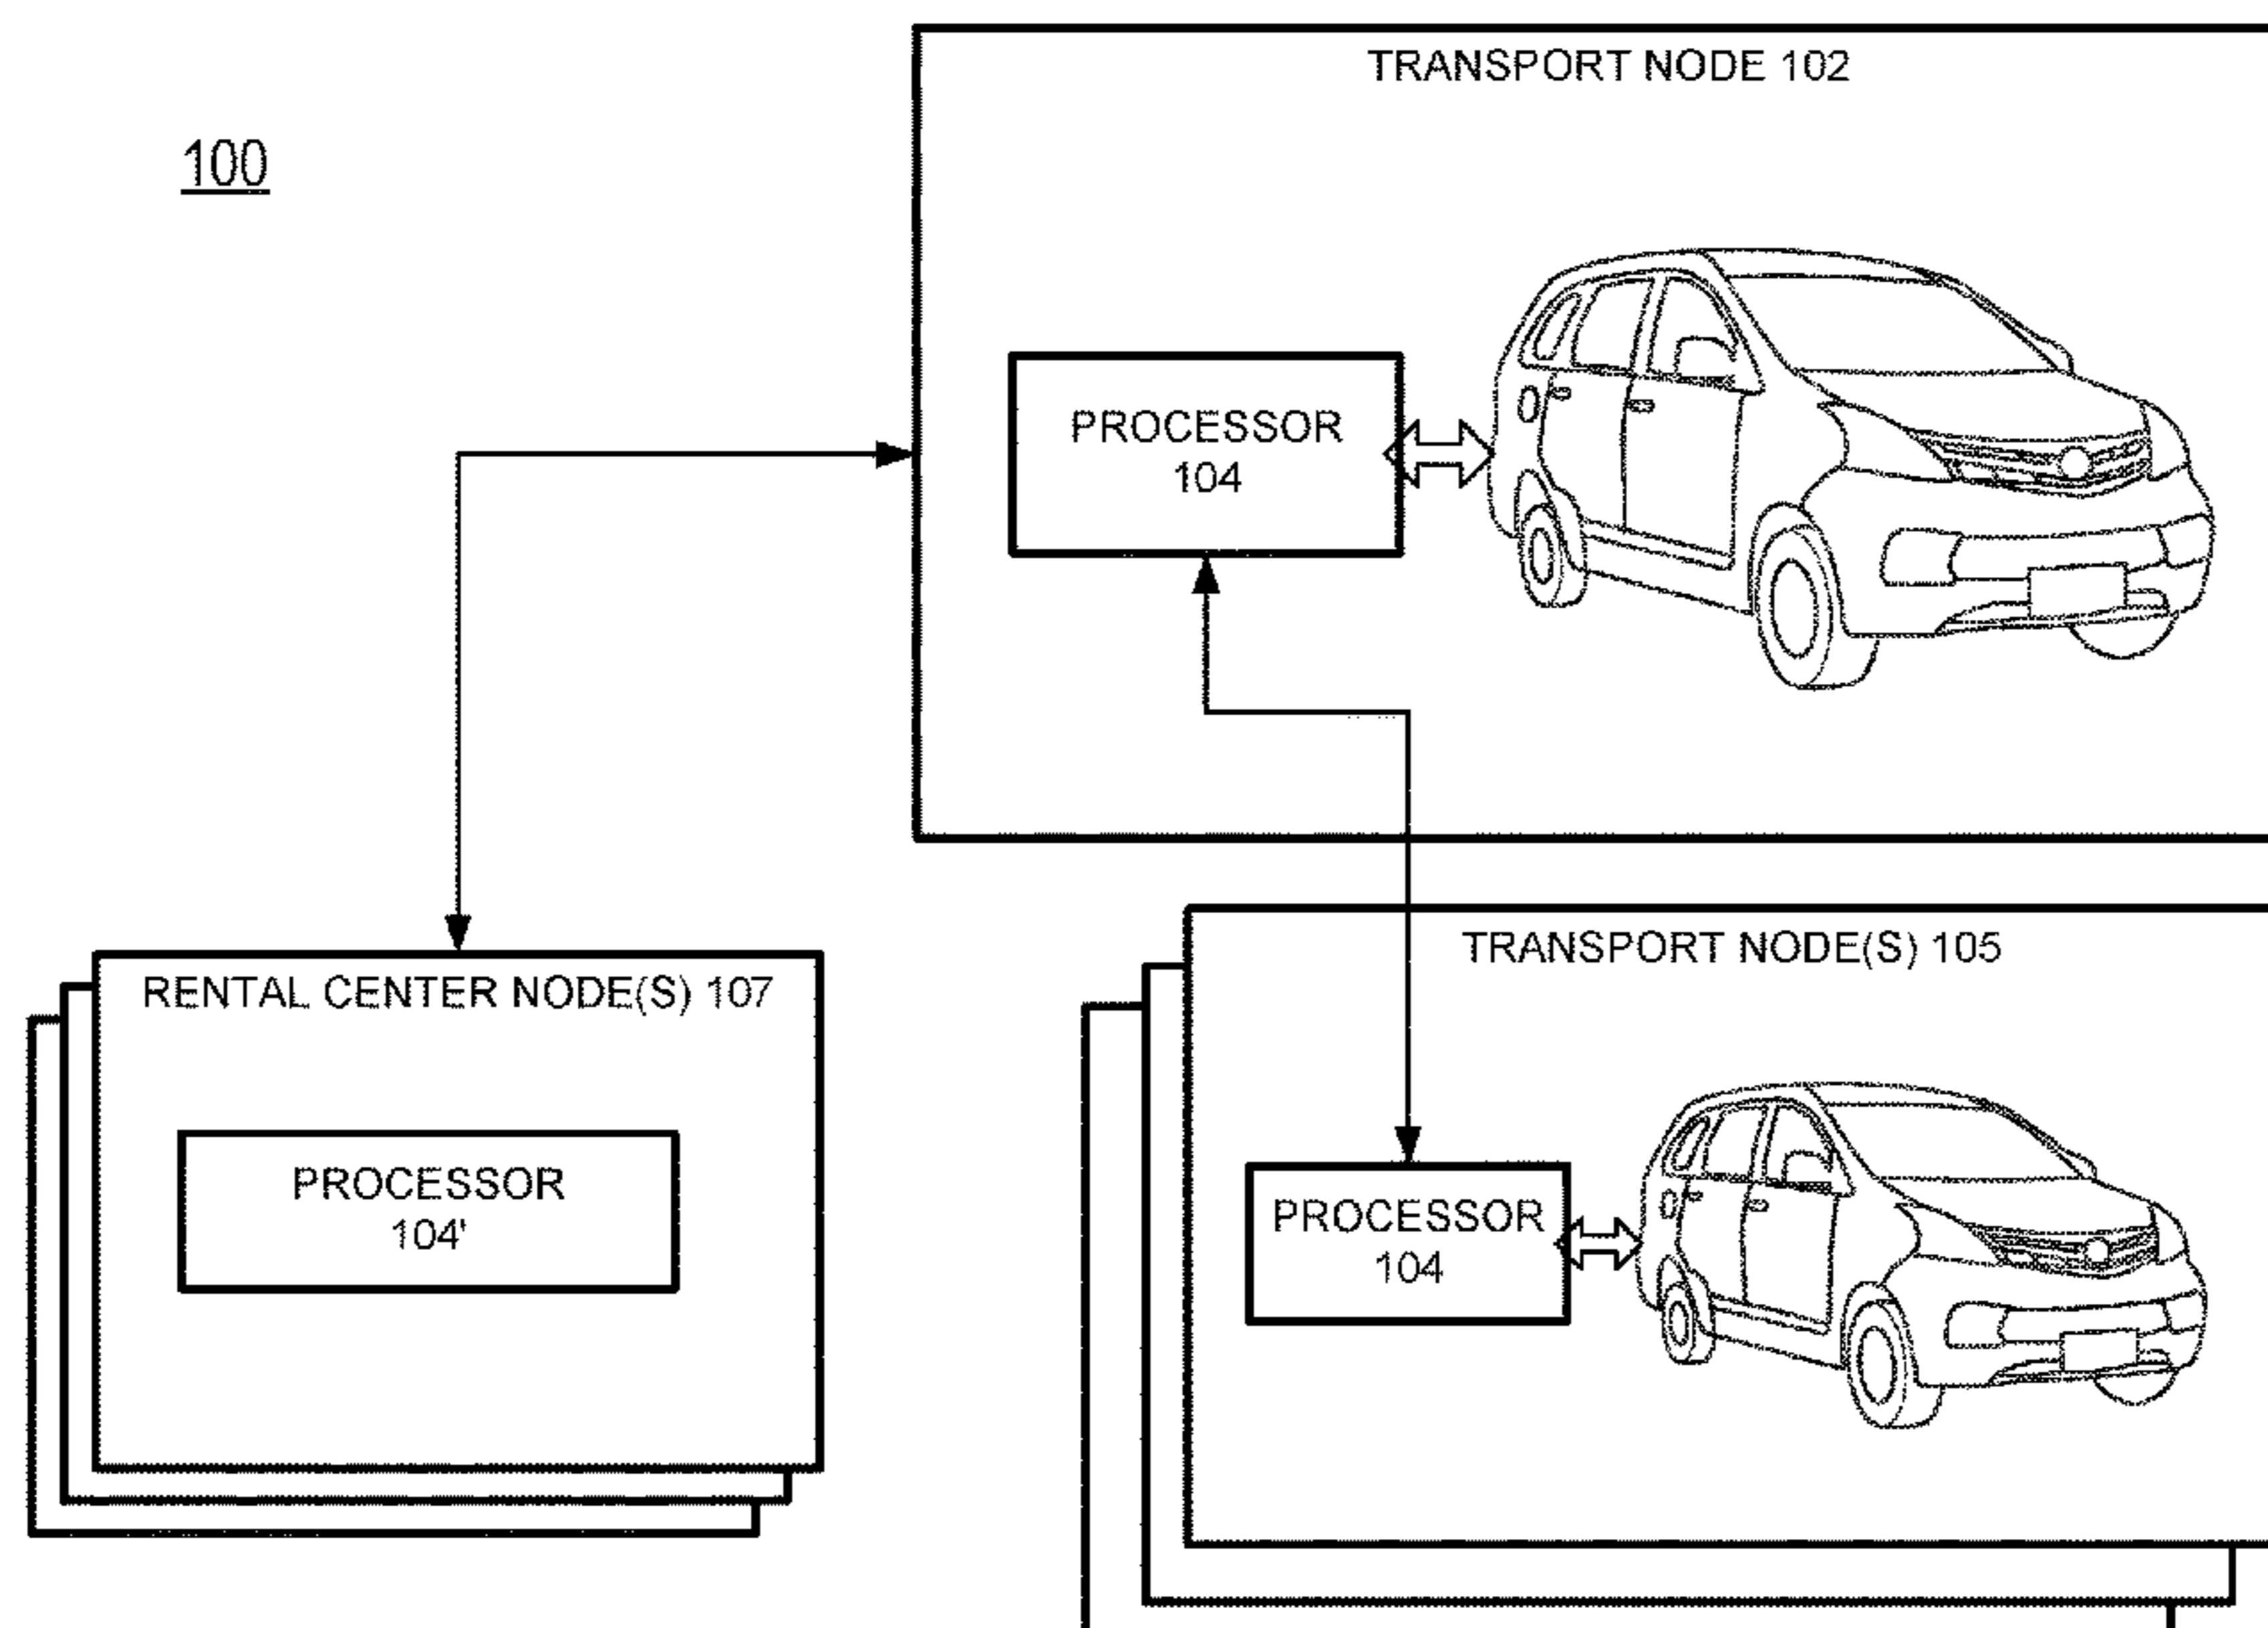 TRANSPORT NODE 102
100
PROCESSOR
104
RENTAL CENTER NODE(S) 107
PROCESSOR
104'
TRANSPORT NODE(S) 105
PROCESSOR
104